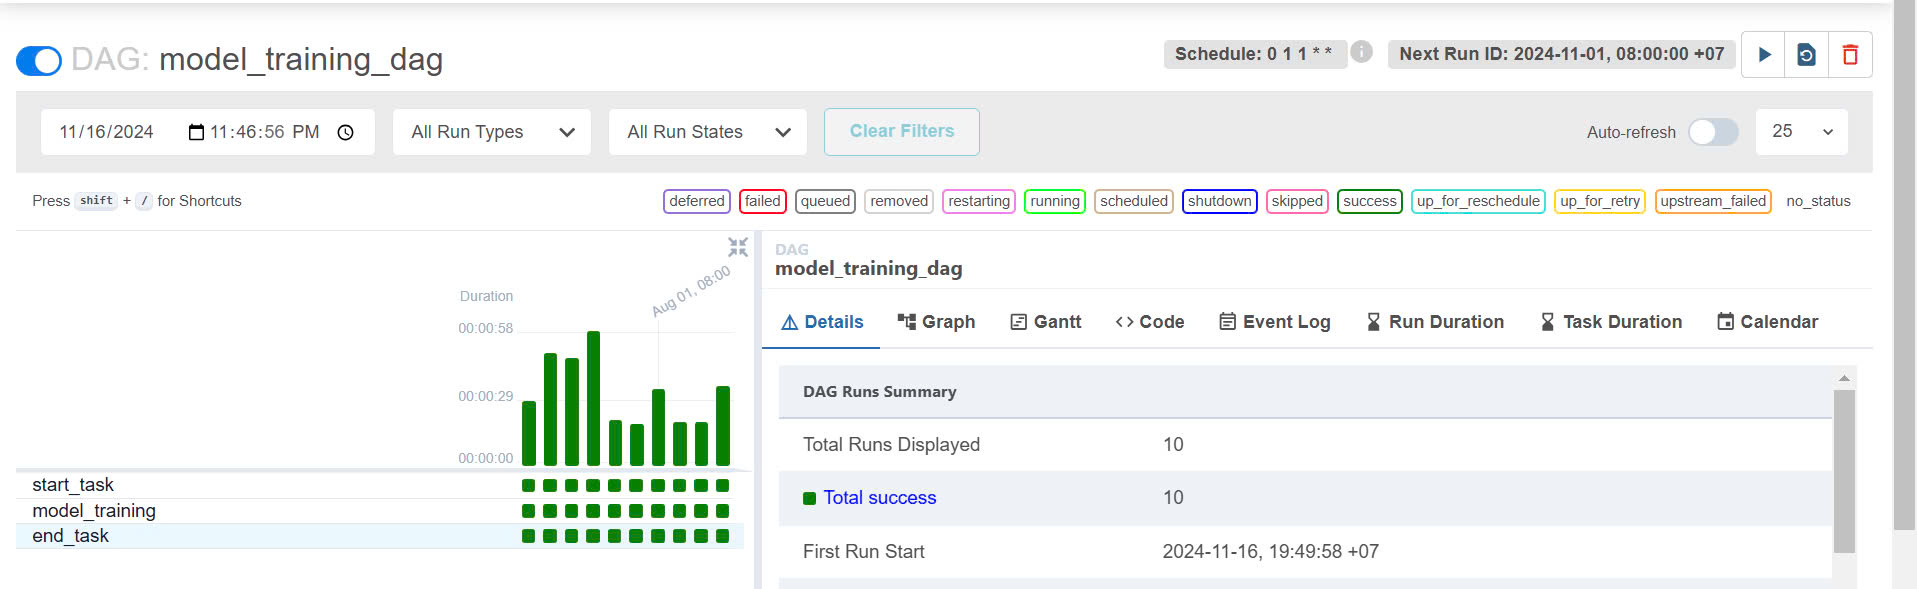 DAG: model_training_dag
Schedule: 0 1 1 * *
Next Run ID: 2024-11-01, 08:00:00 +07
11/16/2024 11:46:56 PM
All Run Types
All Run States
Clear Filters
Auto-refresh
25
Press shift + / for Shortcuts
deferred failed queued removed restarting running scheduled shutdown skipped success up_for_reschedule up_for_retry upstream_failed no_status
Aug 01, 08:00
Duration
00:00:58
00:00:29
00:00:00
start_task
model_training
end_task
DAG
model_training_dag
Details Graph Gantt Code Event Log Run Duration Task Duration Calendar
DAG Runs Summary
Total Runs Displayed 10
Total success 10
First Run Start 2024-11-16, 19:49:58 +07